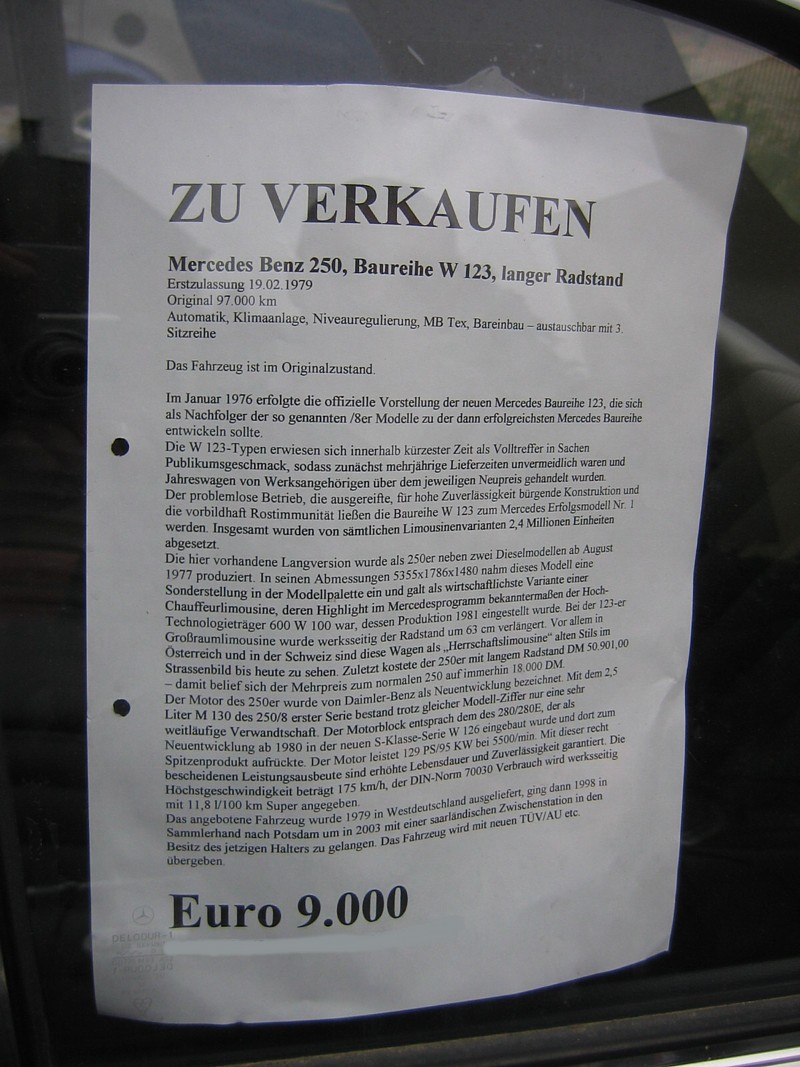 ZU VERKAUFEN
Mercedes Benz 250, Baureihe W 123, langer Radstand
Erstzulassung 19.02.1979
Original 97.000 km
Automatik, Klimaanlage, Niveauregulierung, MB Tex, Bareinbau – austauschbar mit 3.
Sitzreihe
Das Fahrzeug ist im Originalzustand.
Im Januar 1976 erfolgte die offizielle Vorstellung der neuen Mercedes Baureihe 123, die sich
als Nachfolger der so genannten /8er Modelle zu der dann erfolgreichsten Mercedes Baureihe
entwickeln sollte.
Die W 123-Typen erwiesen sich innerhalb kürzester Zeit als Volltreffer in Sachen
Publikumsgeschmack, sodass zunächst mehrjährige Lieferzeiten unvermeidlich waren und
Jahreswagen von Werksangehörigen über dem jeweiligen Neupreis gehandelt wurden.
Der problemlose Betrieb, die ausgereifte, für hohe Zuverlässigkeit bürgende Konstruktion und
die vorbildhaft Rostimmunität ließen die Baureihe W 123 zum Mercedes Erfolgsmodell Nr. 1
werden. Insgesamt wurden von sämtlichen Limousinenvarianten 2,4 Millionen Einheiten
abgesetzt.
Die hier vorhandene Langversion wurde als 250er neben zwei Dieselmodellen ab August
1977 produziert. In seinen Abmessungen 5355x1786x1480 nahm dieses Modell eine
Sonderstellung in der Modellpalette ein und galt als wirtschaftlichste Variante einer
Chauffeurlimousine, deren Highlight im Mercedesprogramm bekanntermaßen der Hoch-
Technologieträger 600 W 100 war, dessen Produktion 1981 eingestellt wurde. Bei der 123-er
Großraumlimousine wurde werksseitig der Radstand um 63 cm verlängert. Vor allem in
Österreich und in der Schweiz sind diese Wagen als „Herrschaftslimousine“ alten Stils im
Strassenbild bis heute zu sehen. Zuletzt kostete der 250er mit langem Radstand DM 50.901,00
– damit belief sich der Mehrpreis zum normalen 250 auf immerhin 18.000 DM.
Der Motor des 250er wurde von Daimler-Benz als Neuentwicklung bezeichnet. Mit dem 2,5
Liter M 130 des 250/8 erster Serie bestand trotz gleicher Modell-Ziffer nur eine sehr
weitläufige Verwandtschaft. Der Motorblock entsprach dem des 280/280E, der als
Neuentwicklung ab 1980 in der neuen S-Klasse-Serie W 126 eingebaut wurde und dort zum
Spitzenprodukt aufrückte. Der Motor leistet 129 PS/95 KW bei 5500/min. Mit dieser recht
bescheidenen Leistungsausbeute sind erhöhte Lebensdauer und Zuverlässigkeit garantiert. Die
Höchstgeschwindigkeit beträgt 175 km/h, der DIN-Norm 70030 Verbrauch wird werksseitig
mit 11,8 l/100 km Super angegeben.
Das angebotene Fahrzeug wurde 1979 in Westdeutschland ausgeliefert, ging dann 1998 in
Sammlerhand nach Potsdam um in 2003 mit einer saarländischen Zwischenstation in den
Besitz des jetzigen Halters zu gelangen. Das Fahrzeug wird mit neuen TÜV/AU etc.
übergeben.
Euro 9.000